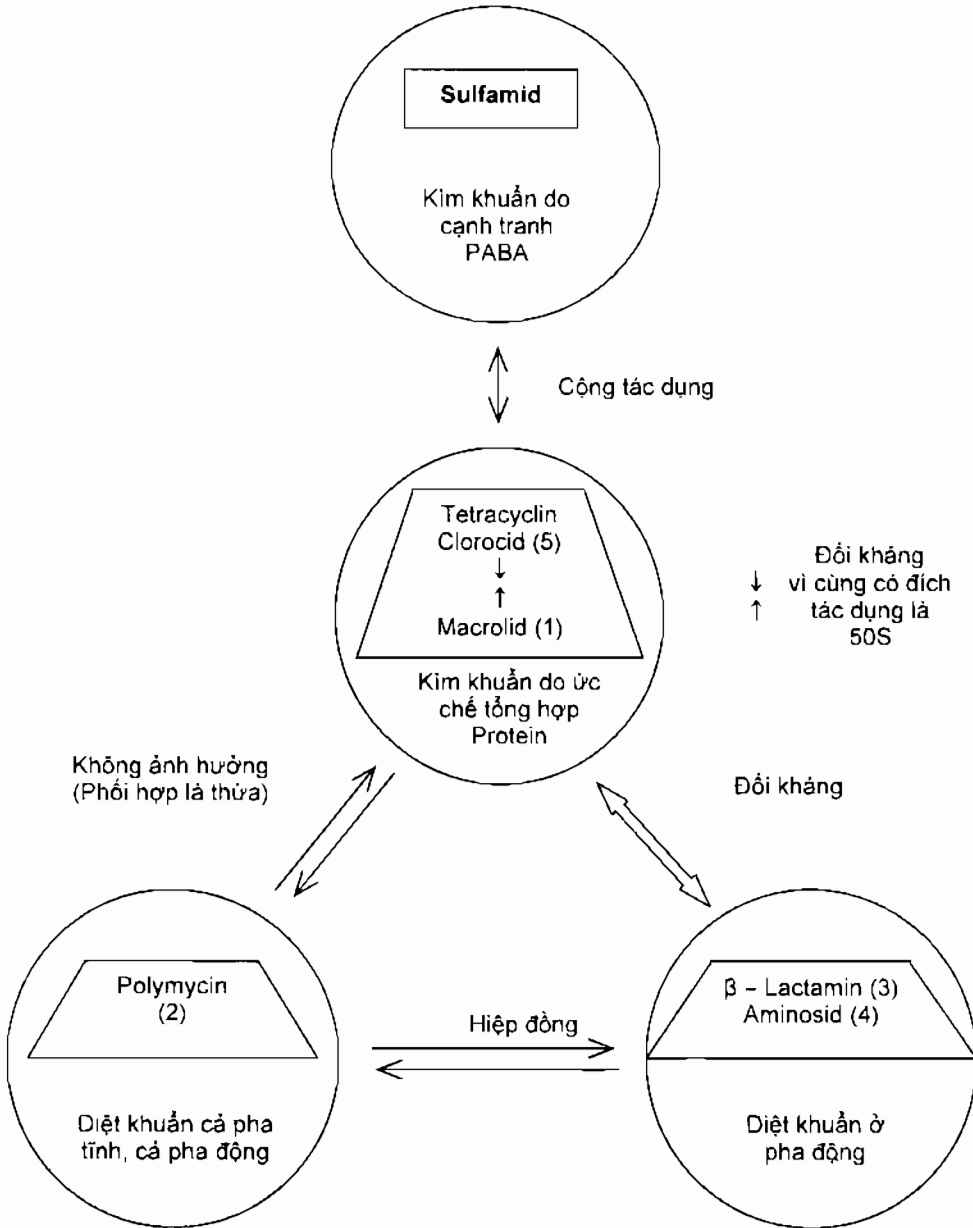 Sulfamid
Kìm khuẩn do
cạnh tranh
PABA
Cộng tác dụng
Tetracyclin
Clorocid (5)
↓
↑
Macrolid (1)
Kìm khuẩn do ức
chế tổng hợp
Protein
Đối kháng
↓ vì cùng có đích
↑ tác dụng là
50S
Không ảnh hưởng
(Phối hợp là thừa)
Đối kháng
Polymycin
(2)
Diệt khuẩn cả pha
tĩnh, cả pha động
Hiệp đồng
β – Lactamin (3)
Aminosid (4)
Diệt khuẩn ở
pha động